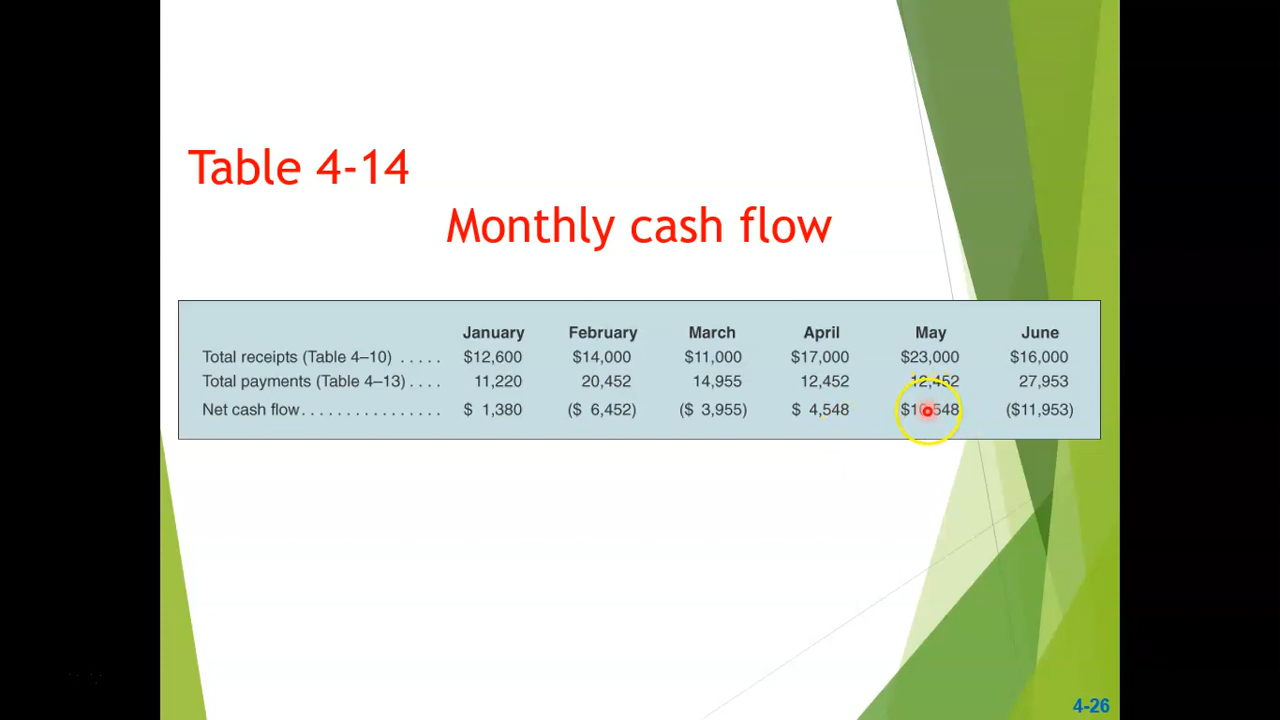 Table 4-14
Monthly cash flow
January February March April May June
Total receipts (Table 4–10) ..... $12,600 $14,000 $11,000 $17,000 $23,000 $16,000
Total payments (Table 4–13) .... 11,220 20,452 14,955 12,452 12,452 27,953
Net cash flow................ $ 1,380 ($ 6,452) ($ 3,955) $ 4,548 $10,548 ($11,953)
4-26